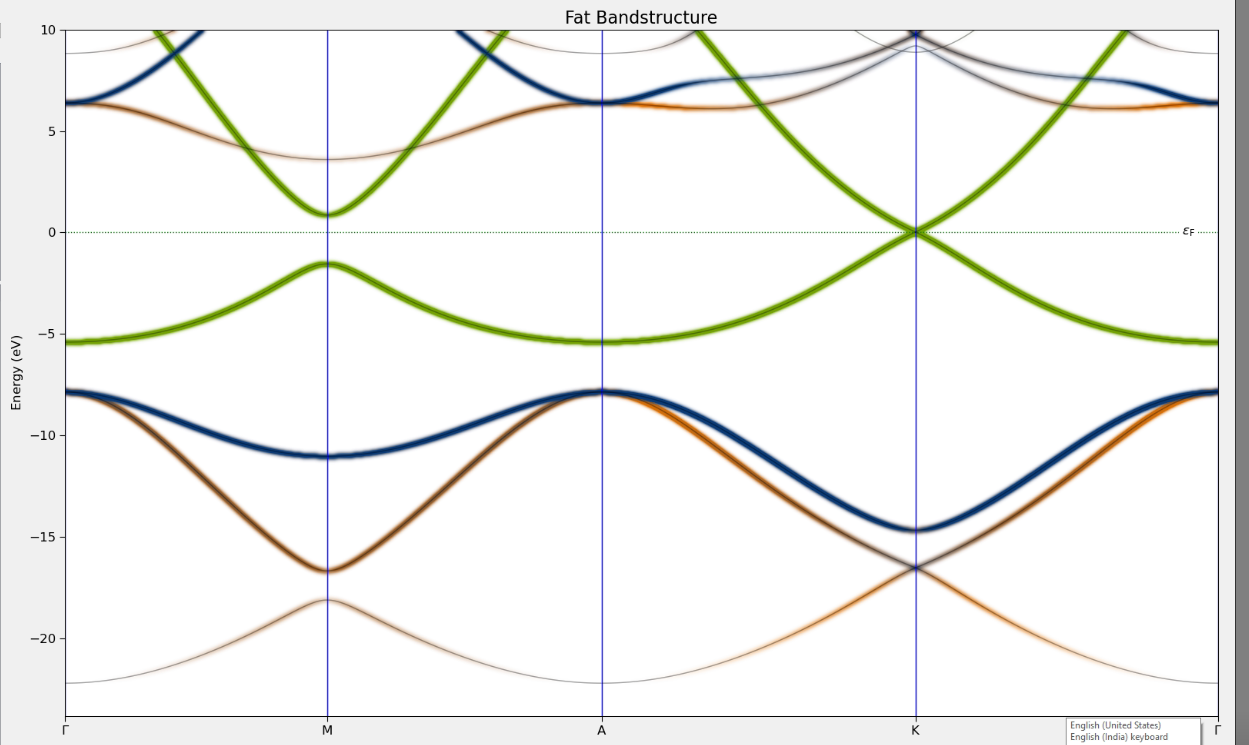 Fat Bandstructure
10
5
0
−5
−10
−15
−20
Energy (eV)
εF
Γ M A K Γ
English (United States)
English (India) keyboard